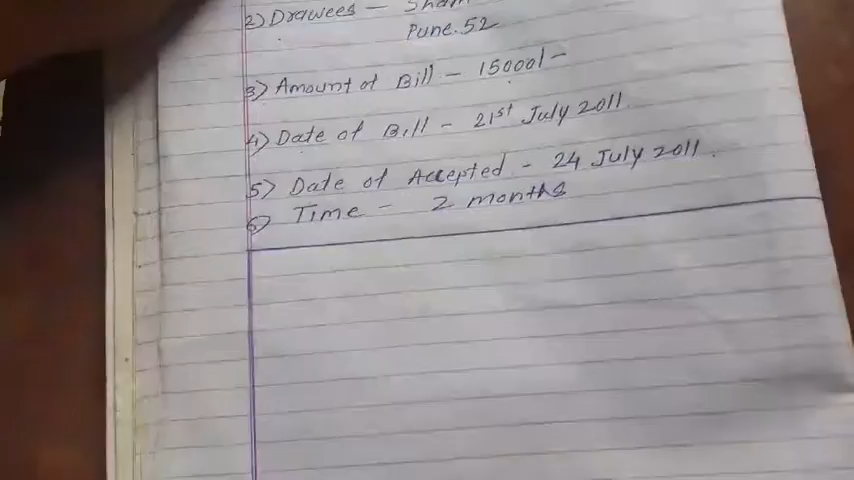 2) Drawees - Sham
Pune.52
3) Amount of Bill - 15000/-
4) Date of Bill - 21st July 2011
5) Date of Accepted - 24 July 2011.
6) Time - 2 months